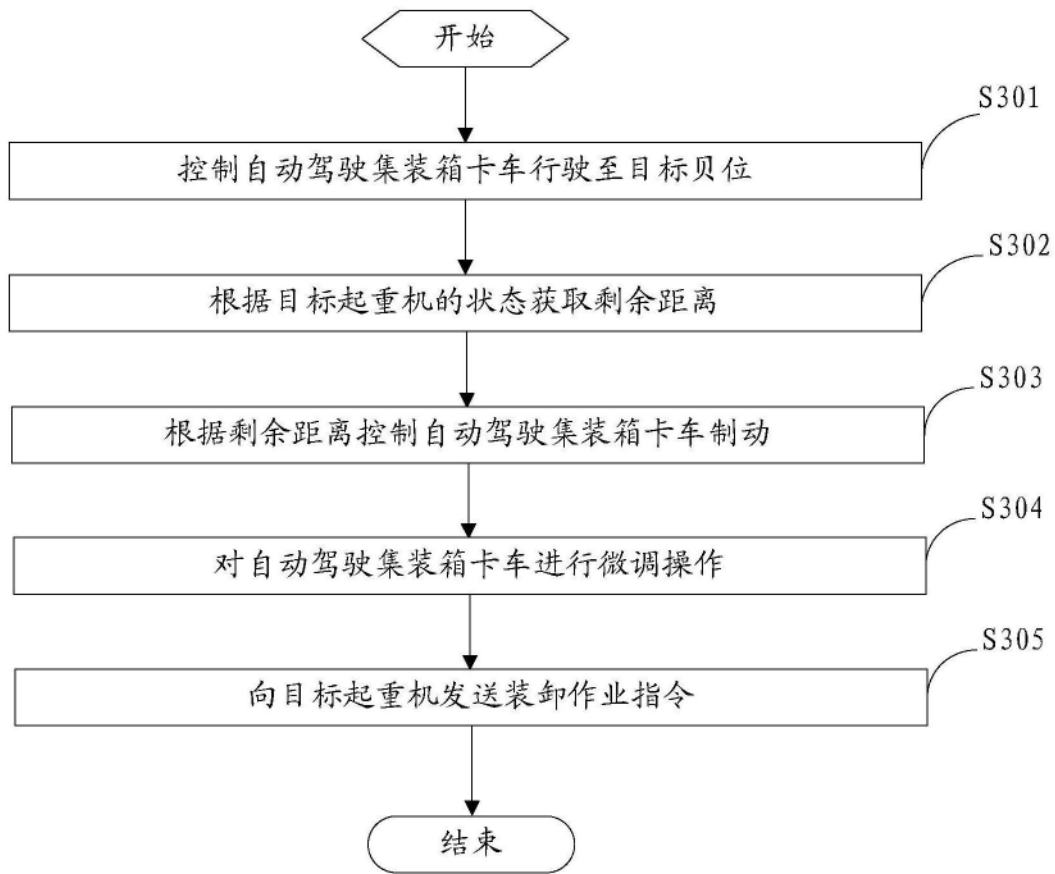 开始
S301
控制自动驾驶集装箱卡车行驶至目标贝位
S302
根据目标起重机的状态获取剩余距离
S303
根据剩余距离控制自动驾驶集装箱卡车制动
S304
对自动驾驶集装箱卡车进行微调操作
S305
向目标起重机发送装卸作业指令
结束